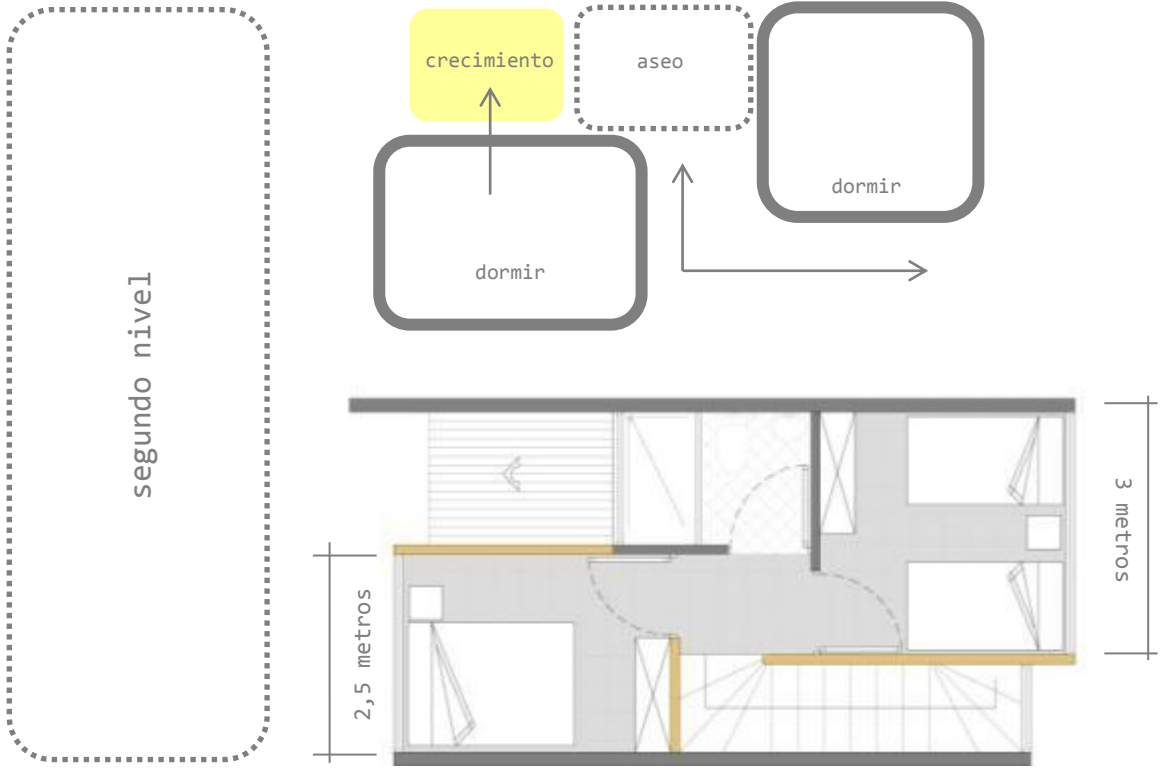 segundo nivel
crecimiento
aseo
dormir
dormir
3 metros
2,5 metros